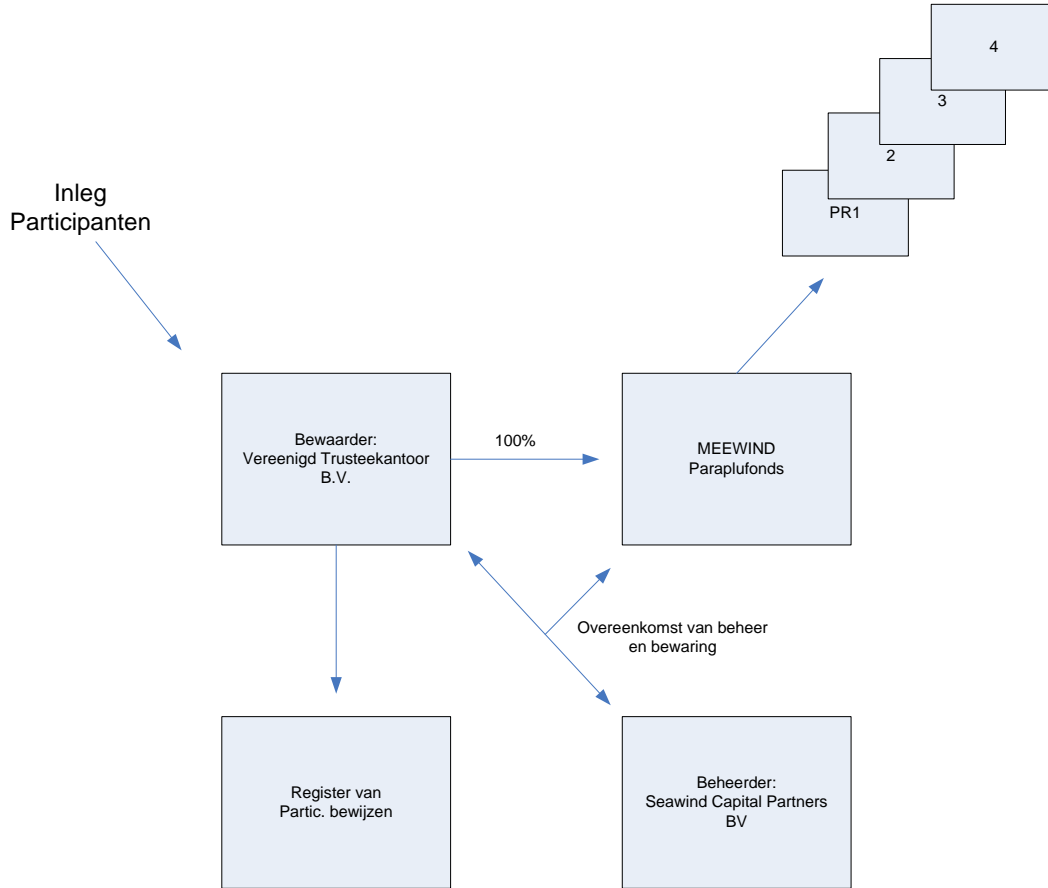 4
3
2
PR1
Inleg
Participanten
Bewaarder:
Vereenigd Trusteekantoor
B.V.
100%
MEEWIND
Paraplufonds
Overeenkomst van beheer
en bewaring
Register van
Partic. bewijzen
Beheerder:
Seawind Capital Partners
BV